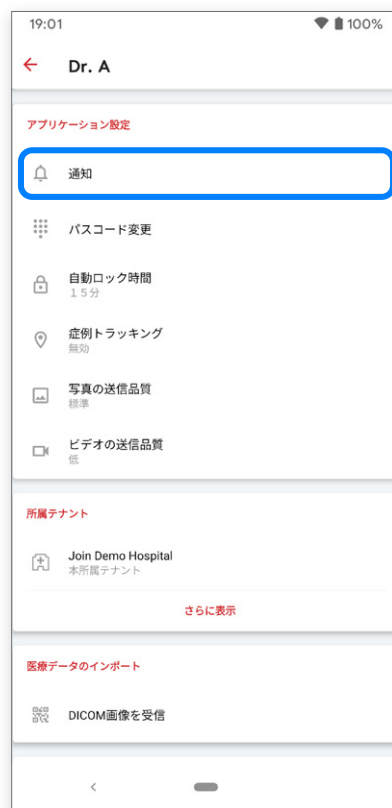 19:01
100%
Dr. A
アプリケーション設定
通知
パスコード変更
自動ロック時間
15分
症例トラッキング
無効
写真の送信品質
標準
ビデオの送信品質
低
所属テナント
Join Demo Hospital
本所属テナント
さらに表示
医療データのインポート
DICOM画像を受信